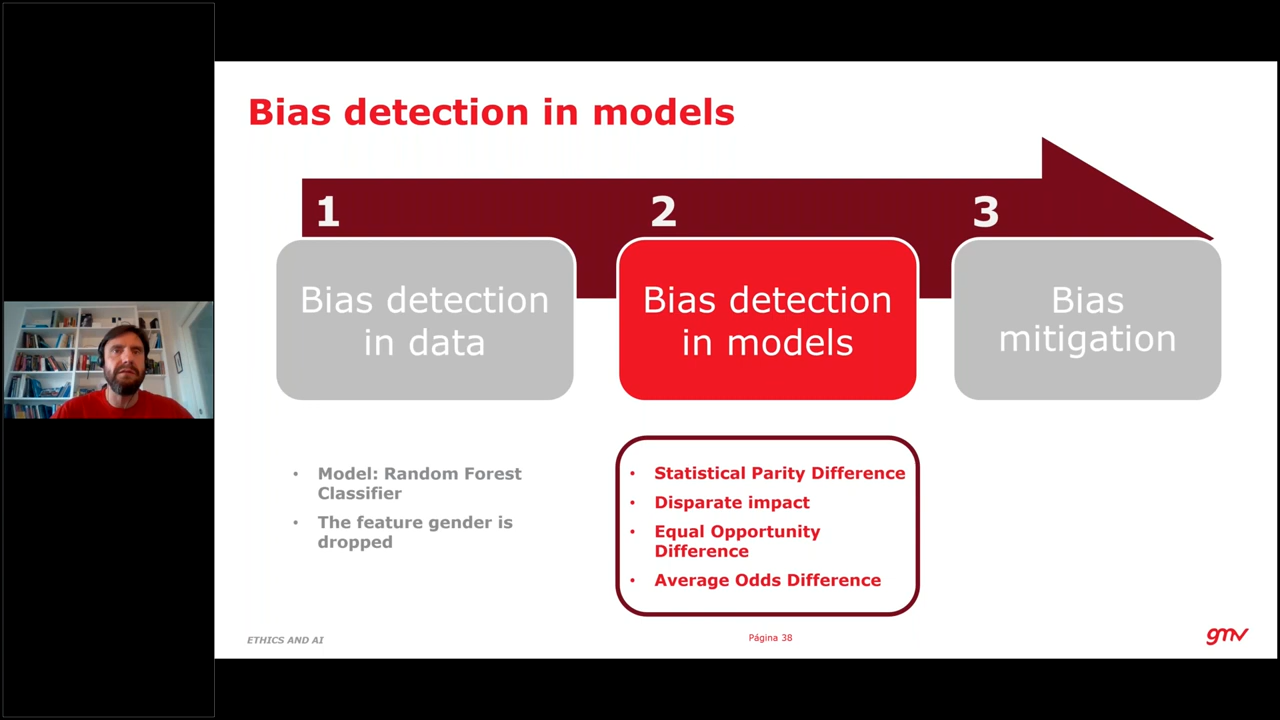 Bias detection in models
1
2
3
Bias detection
in data
Bias detection
in models
Bias
mitigation
• Model: Random Forest
Classifier
• The feature gender is
dropped
• Statistical Parity Difference
• Disparate impact
• Equal Opportunity
Difference
• Average Odds Difference
ETHICS AND AI
Página 38
gmv